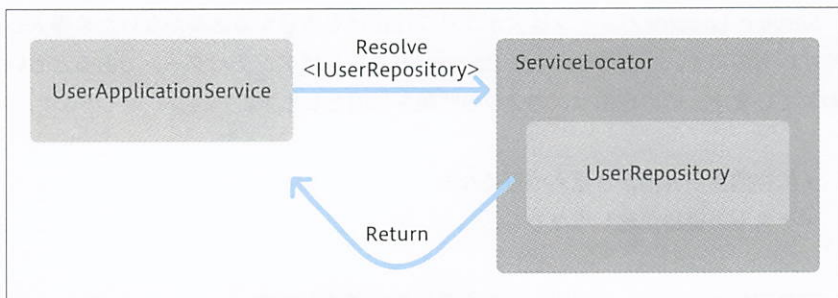 UserApplicationService
Resolve
<IUserRepository>
ServiceLocator
UserRepository
Return